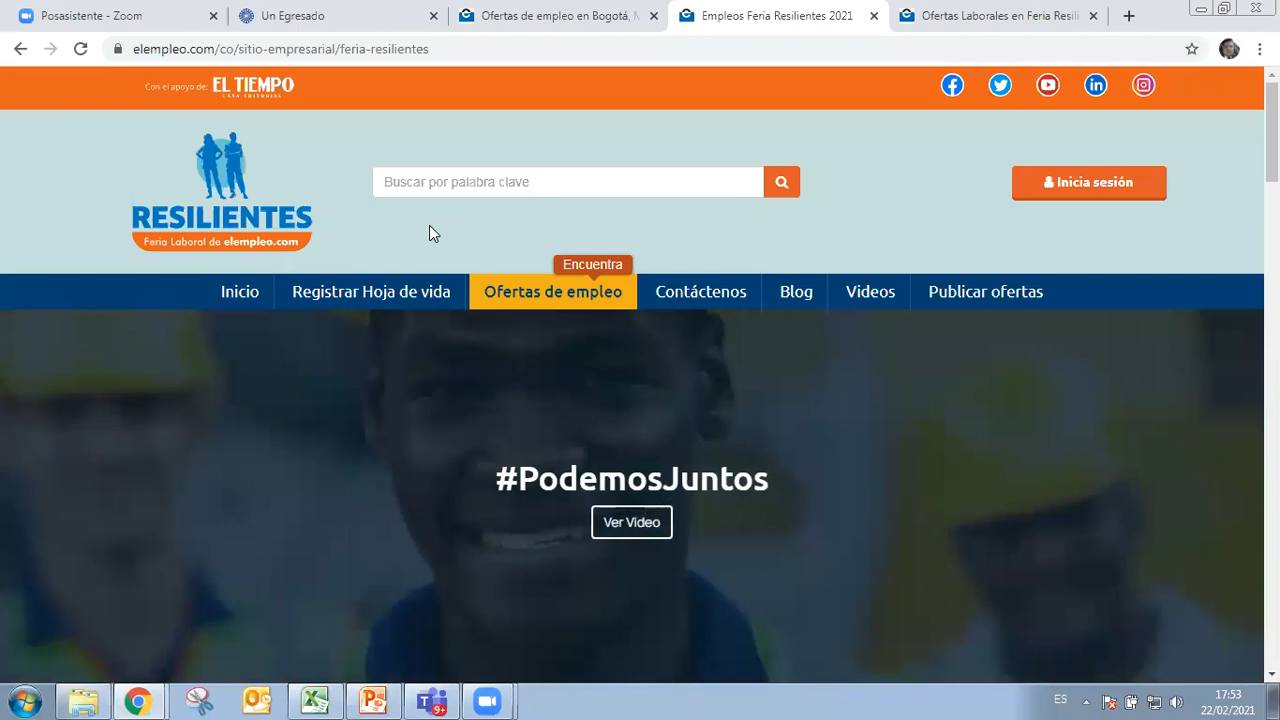 Posasistente - Zoom
Un Egresado
Ofertas de empleo en Bogotá,
Empleos Feria Resilientes 2021
Ofertas Laborales en Feria Resili
elempleo.com/co/sitio-empresarial/feria-resilientes
Con el apoyo de: EL TIEMPO
CASA EDITORIAL
RESILIENTES
Feria Laboral de elempleo.com
Buscar por palabra clave
Inicia sesión
Encuentra
Inicio
Registrar Hoja de vida
Ofertas de empleo
Contáctenos
Blog
Videos
Publicar ofertas
#PodemosJuntos
Ver Video
9+
ES
17:53
22/02/2021